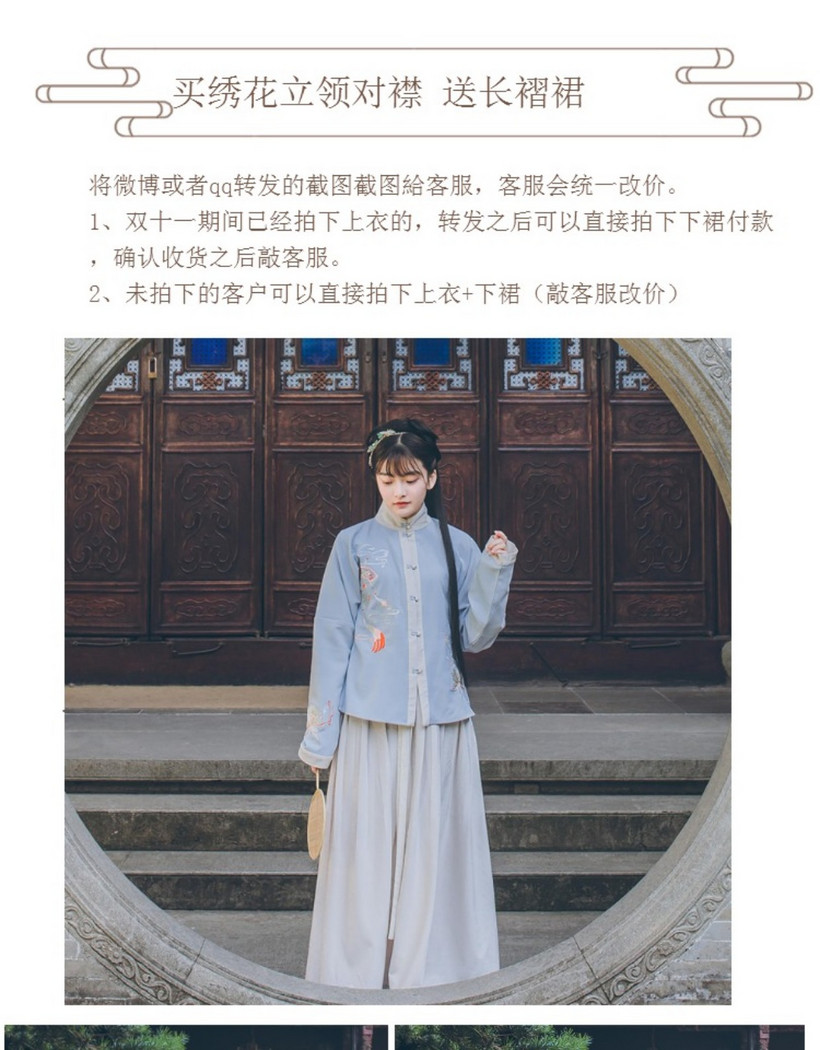 买绣花立领对襟 送长褶裙
将微博或者qq转发的截图截图給客服，客服会统一改价。
1、双十一期间已经拍下上衣的，转发之后可以直接拍下下裙付款
，确认收货之后敲客服。
2、未拍下的客户可以直接拍下上衣+下裙（敲客服改价）